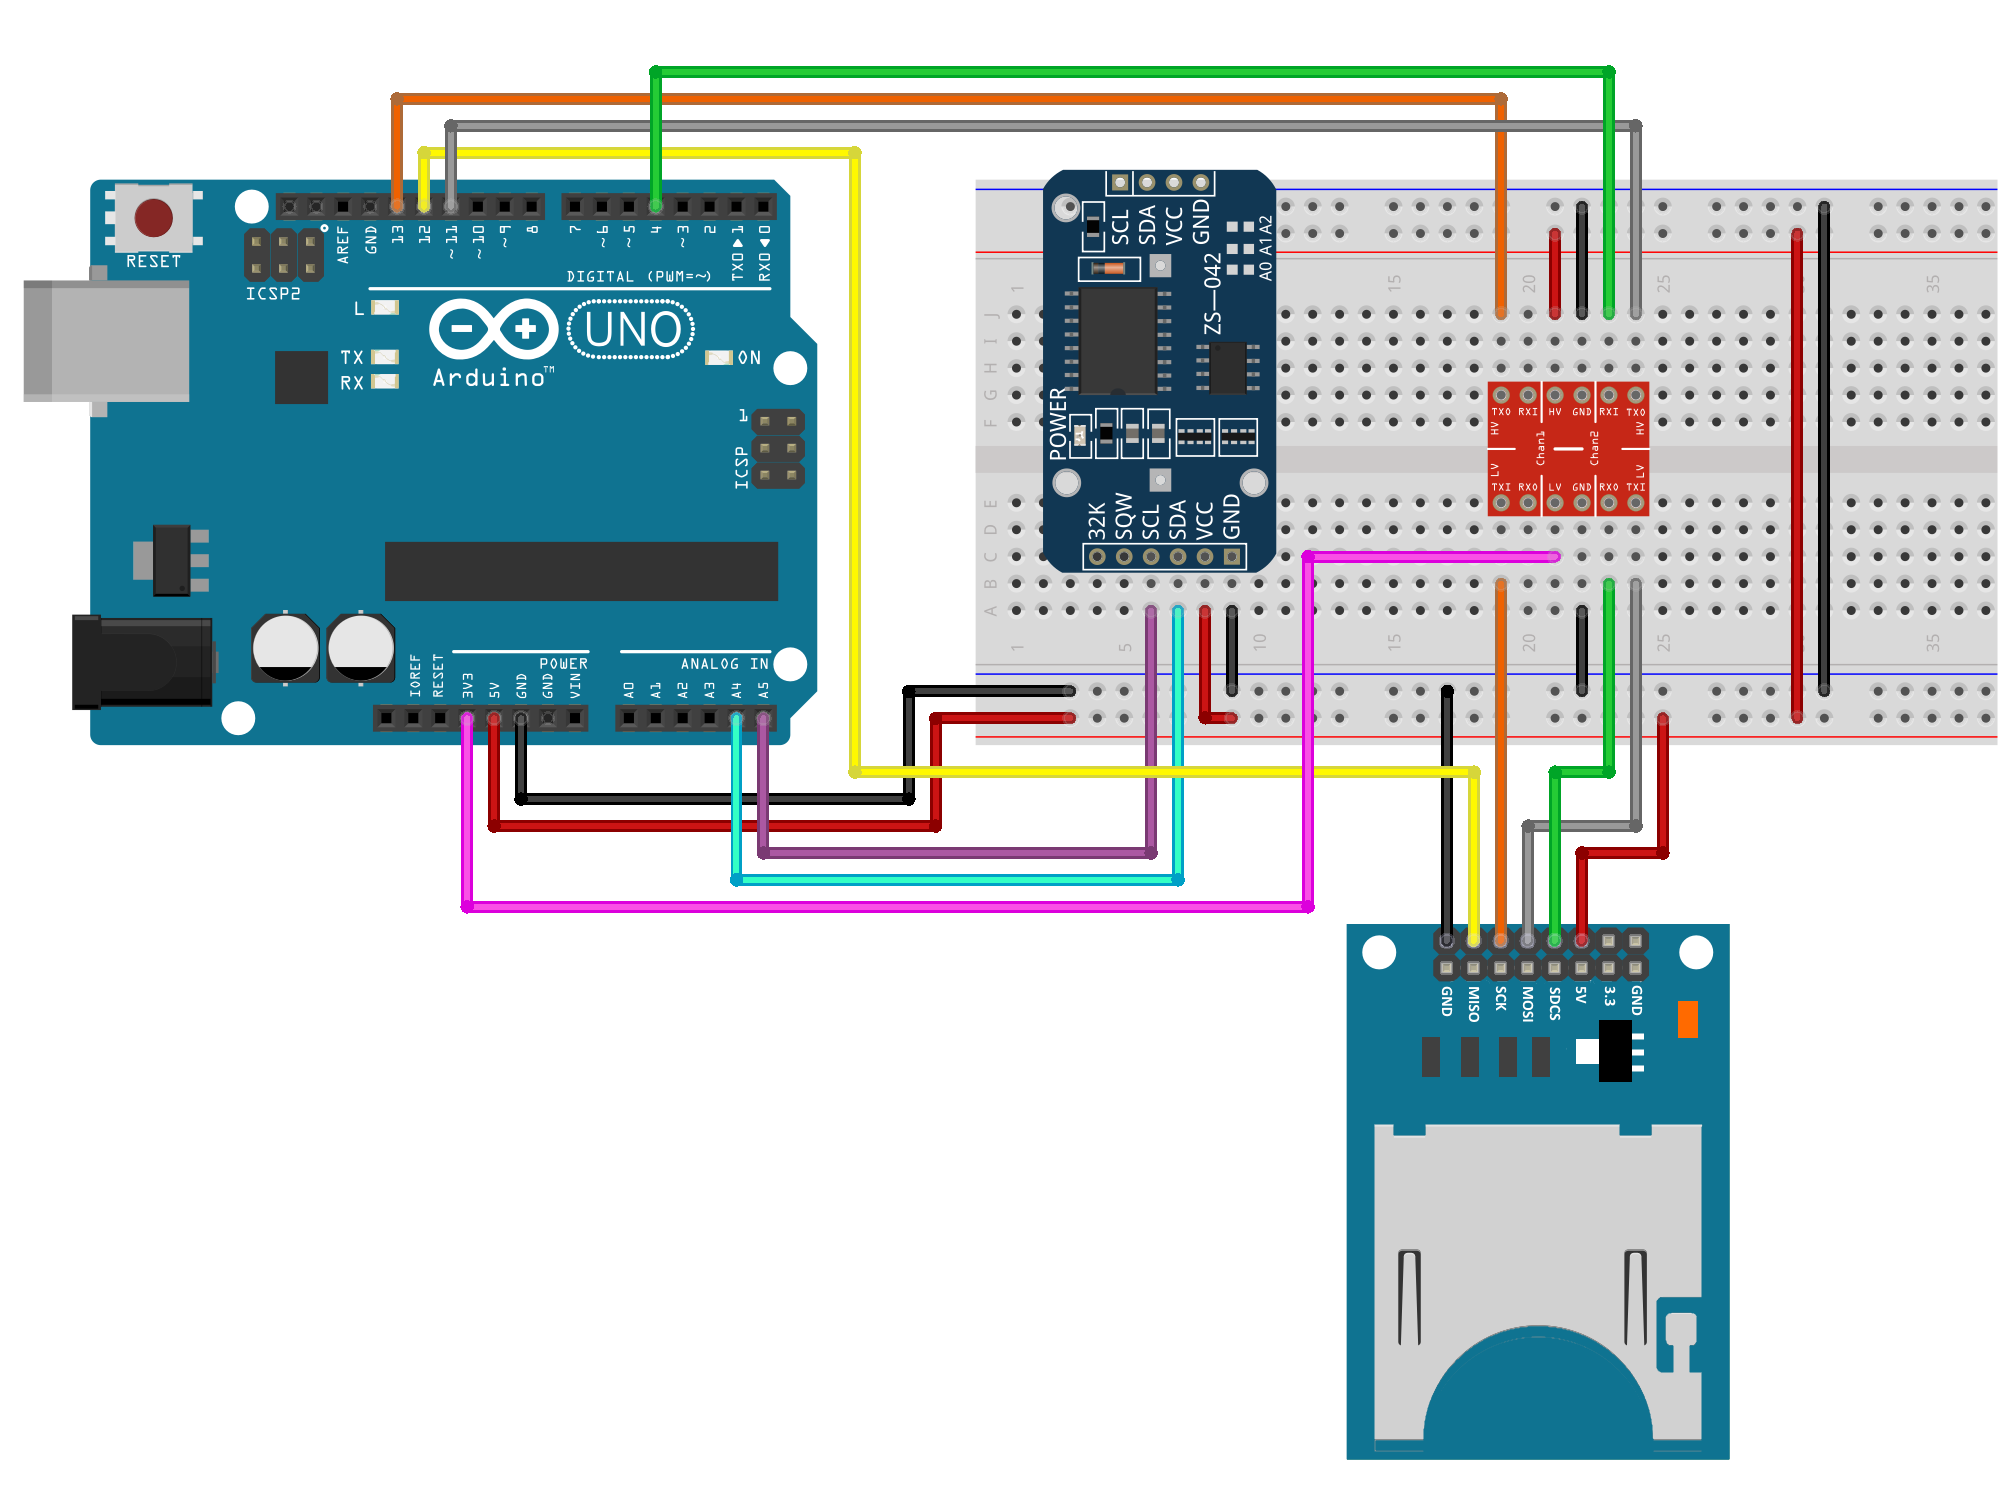 RESET
ICSP2
AREF
GND
13
12
~11
~10
~9
8
7
~6
~5
4
~3
2
TX0▲1
RX0▼0
DIGITAL (PWM=~)
L
TX
RX
UNO
ON
Arduino™
1
ICSP
IOREF
RESET
3V3
5V
GND
GND
VIN
POWER
ANALOG IN
A0
A1
A2
A3
A4
A5
SCL
SDA
VCC
GND
A0 A1 A2
ZS-042
POWER
32K
SQW
SCL
SDA
VCC
GND
1
15
20
25
35
J
I
H
G
F
E
D
C
B
A
1
5
10
15
20
25
35
TXO RXI HV GND RXI TXO
HV
Chan1
Chan2
HV
LV
LV
TXI RXO LV GND RXO TXI
GND
MISO
SCK
MOSI
SDCS
5V
3.3
GND